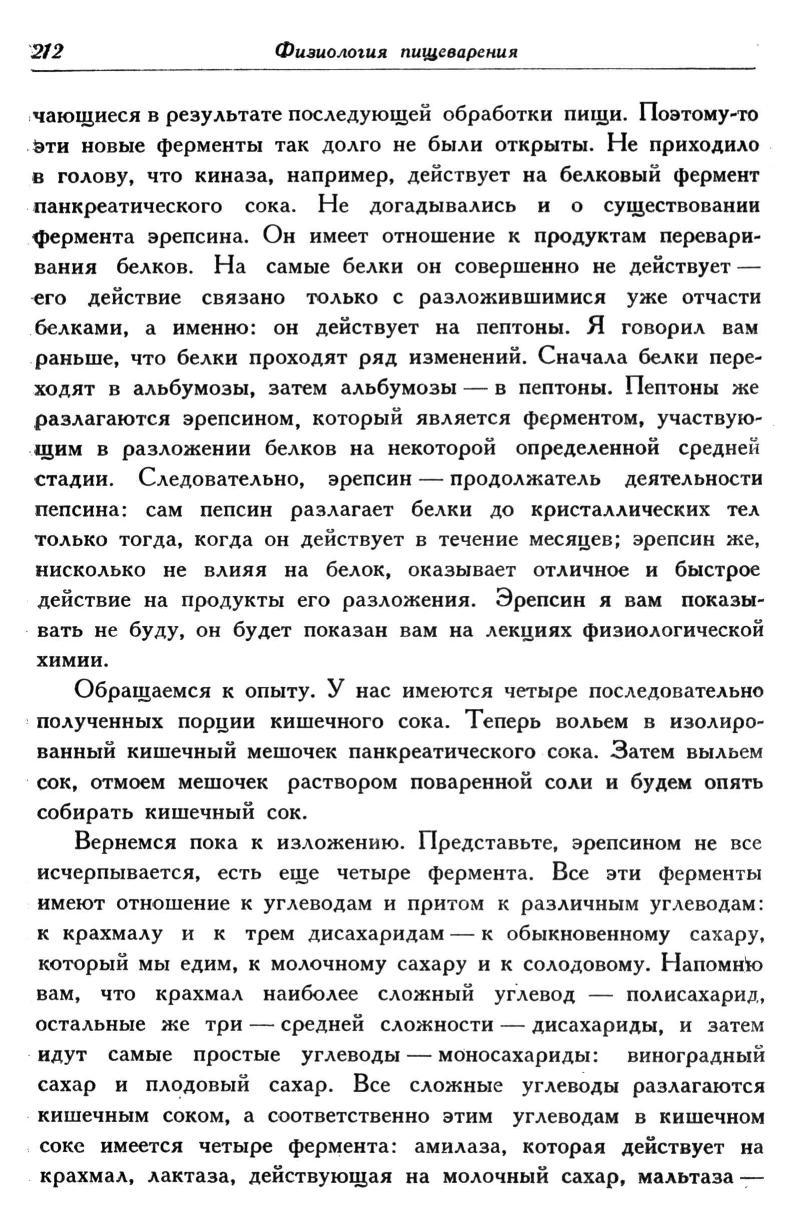 212 Физиология пищеварения
чающиеся в результате последующей обработки пищи. Поэтому-то
эти новые ферменты так долго не были открыты. Не приходило
в голову, что киназа, например, действует на белковый фермент
панкреатического сока. Не догадывались и о существовании
фермента эрепсина. Он имеет отношение к продуктам перевари-
вания белков. На самые белки он совершенно не действует —
его действие связано только с разложившимися уже отчасти
белками, а именно: он действует на пептоны. Я говорил вам
раньше, что белки проходят ряд изменений. Сначала белки пере-
ходят в альбумозы, затем альбумозы — в пептоны. Пептоны же
разлагаются эрепсином, который является ферментом, участвую-
щим в разложении белков на некоторой определенной средней
стадии. Следовательно, эрепсин — продолжатель деятельности
пепсина: сам пепсин разлагает белки до кристаллических тел
только тогда, когда он действует в течение месяцев; эрепсин же,
нисколько не влияя на белок, оказывает отличное и быстрое
действие на продукты его разложения. Эрепсин я вам показы-
вать не буду, он будет показан вам на лекциях физиологической
химии.
Обращаемся к опыту. У нас имеются четыре последовательно
полученных порции кишечного сока. Теперь вольем в изолиро-
ванный кишечный мешочек панкреатического сока. Затем выльем
сок, отмоем мешочек раствором поваренной соли и будем опять
собирать кишечный сок.
Вернемся пока к изложению. Представьте, эрепсином не все
исчерпывается, есть еще четыре фермента. Все эти ферменты
имеют отношение к углеводам и притом к различным углеводам:
к крахмалу и к трем дисахаридам — к обыкновенному сахару,
который мы едим, к молочному сахару и к солодовому. Напомню
вам, что крахмал наиболее сложный углевод — полисахарид,
остальные же три — средней сложности — дисахариды, и затем
идут самые простые углеводы — моносахариды: виноградный
сахар и плодовый сахар. Все сложные углеводы разлагаются
кишечным соком, а соответственно этим углеводам в кишечном
соке имеется четыре фермента: амилаза, которая действует на
крахмал, лактаза, действующая на молочный сахар, мальтаза —